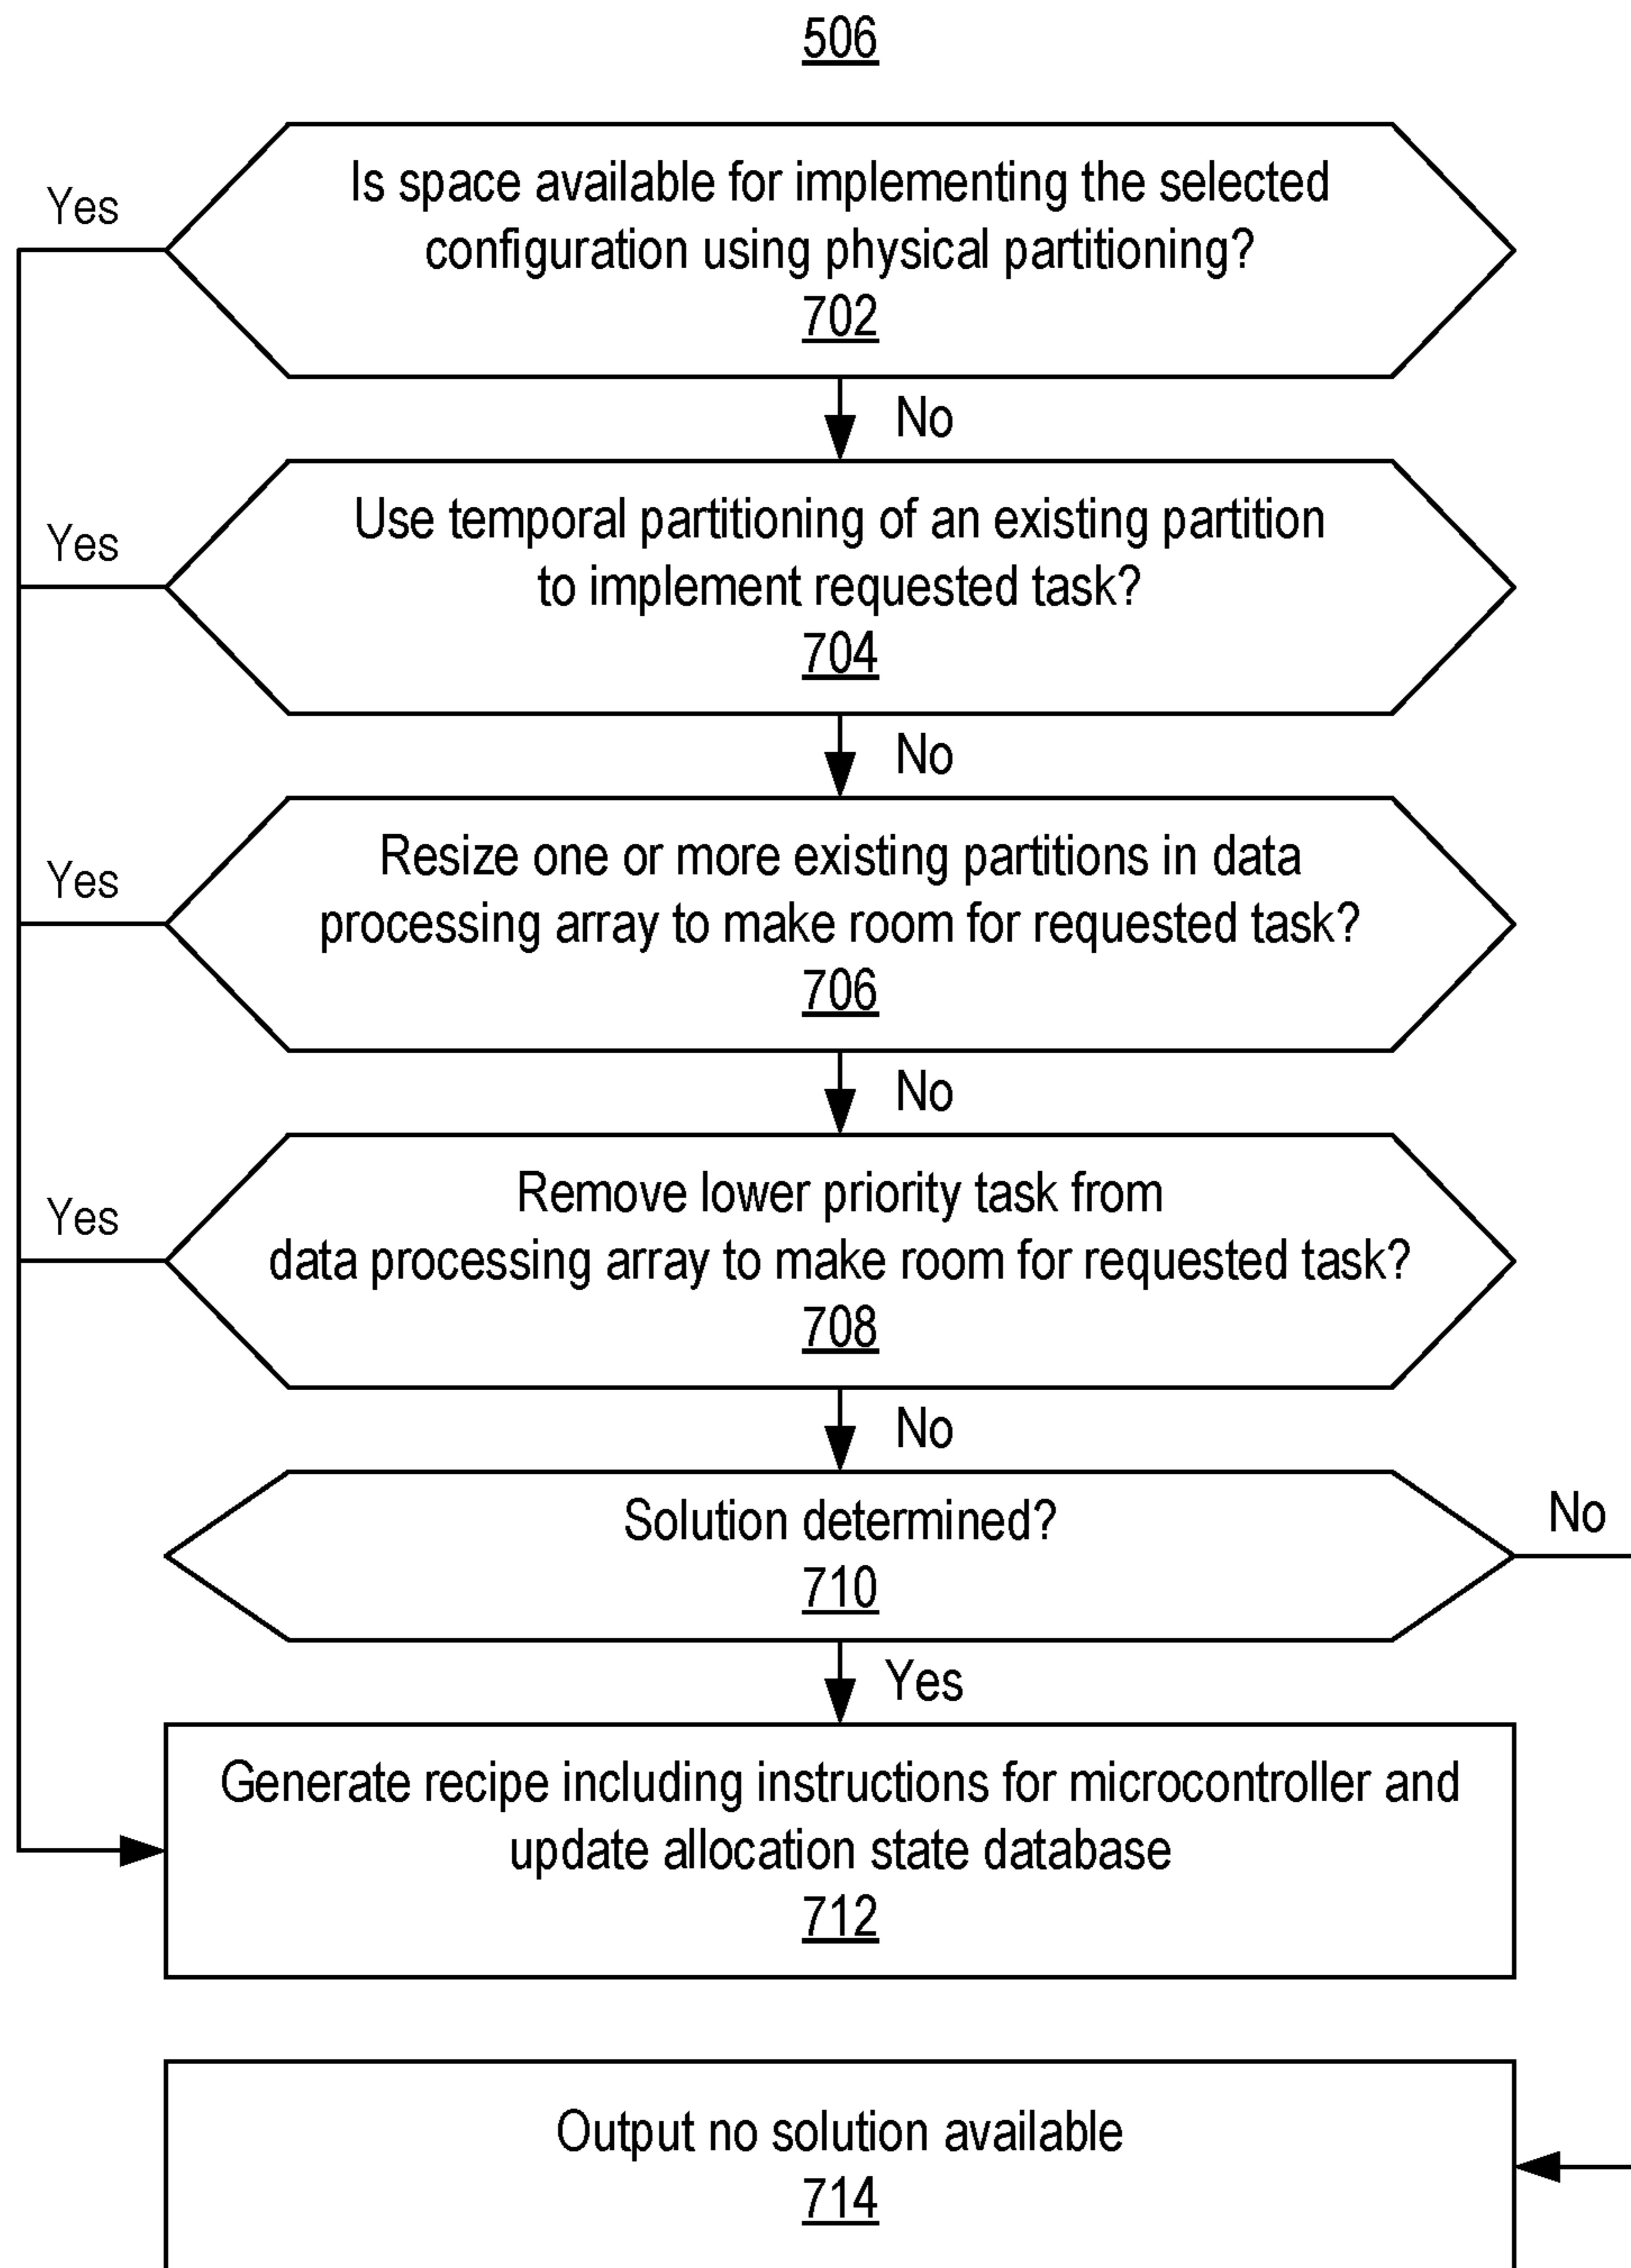 506
Is space available for implementing the selected
configuration using physical partitioning?
702
Yes
No
Use temporal partitioning of an existing partition
to implement requested task?
704
Yes
No
Resize one or more existing partitions in data
processing array to make room for requested task?
706
Yes
No
Remove lower priority task from
data processing array to make room for requested task?
708
Yes
No
Solution determined?
710
No
Yes
Generate recipe including instructions for microcontroller and
update allocation state database
712
Output no solution available
714